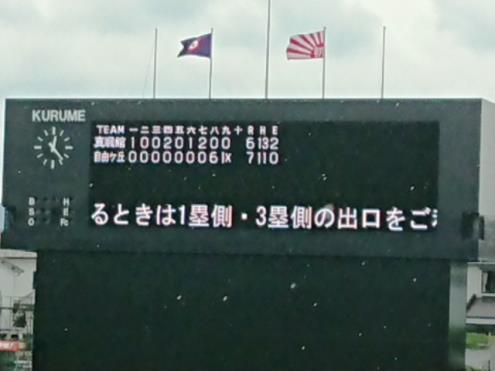 KURUME
TEAM 一二三四五六七八九十 R H E
真颯館 100201200 6 13 2
自由ケ丘 000000061X 7 11 0
B H
S E
O Fc
るときは1塁側・3塁側の出口をご